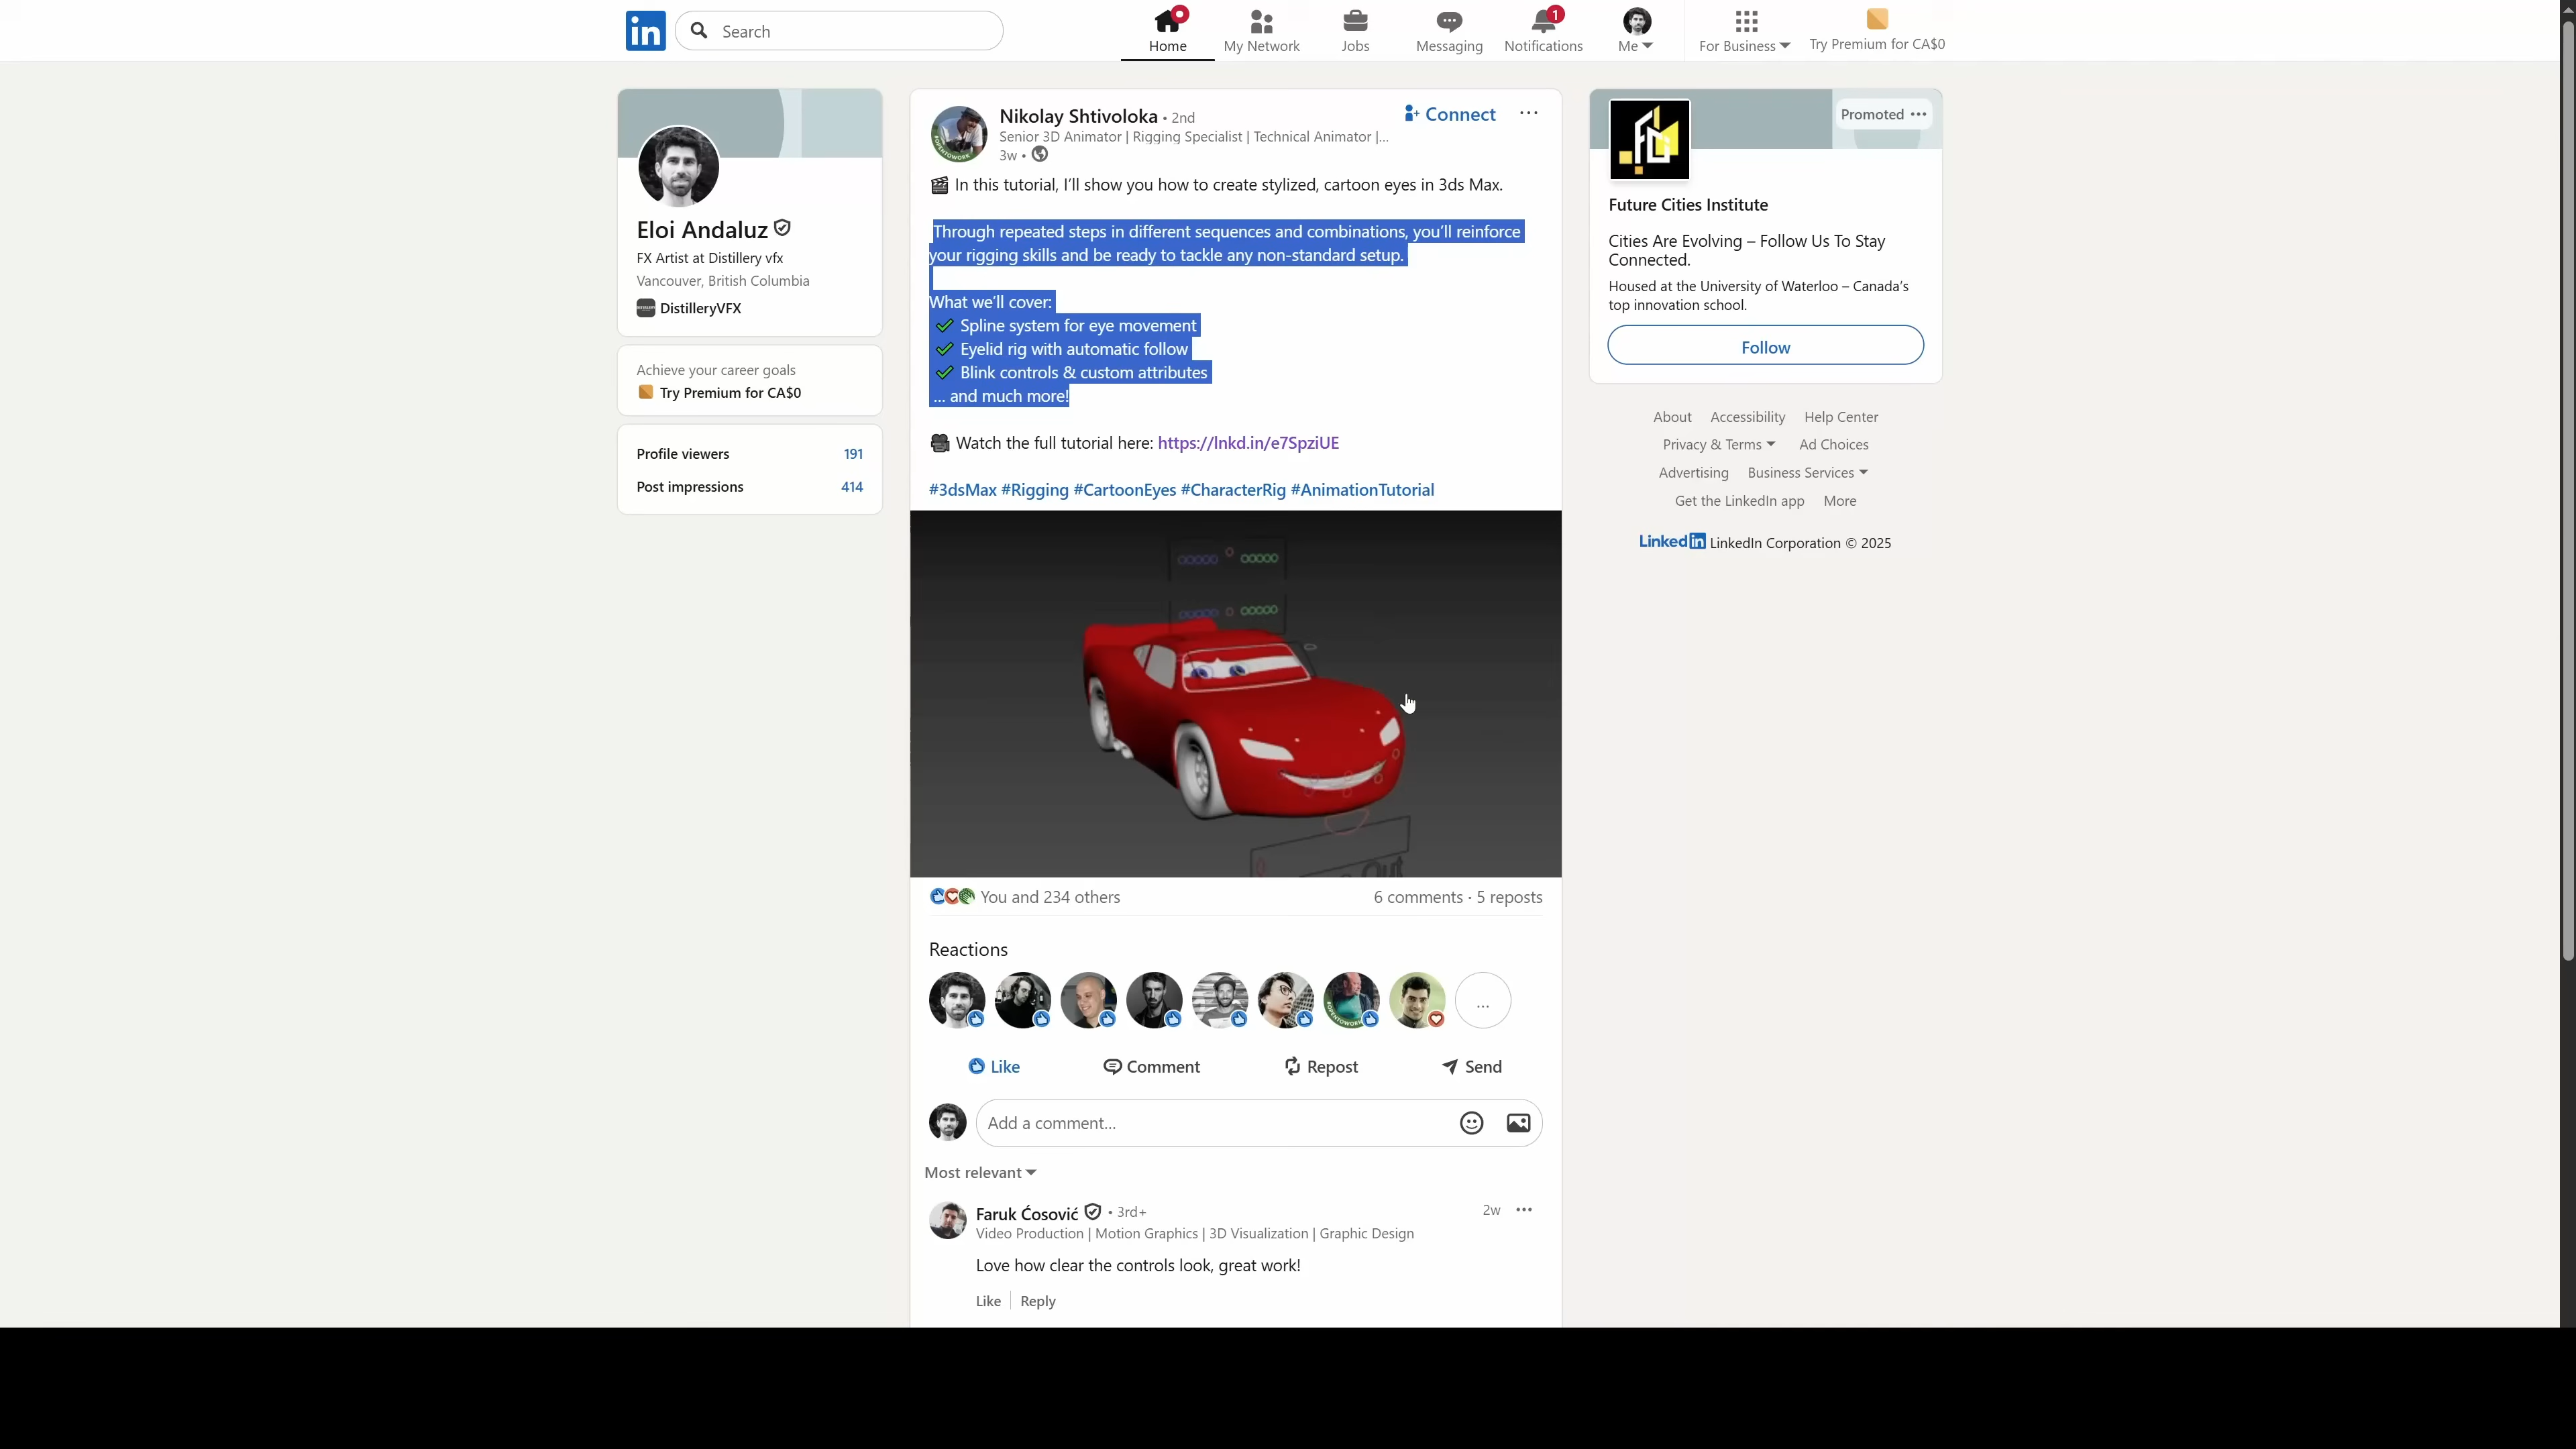 in
Search
Home
My Network
Jobs
Messaging
1
Notifications
Me
For Business
Try Premium for CA$0
Eloi Andaluz
FX Artist at Distillery vfx
Vancouver, British Columbia
DistilleryVFX
Achieve your career goals
Try Premium for CA$0
Profile viewers 191
Post impressions 414
Nikolay Shtivoloka • 2nd
Connect
Senior 3D Animator | Rigging Specialist | Technical Animator |...
3w •
In this tutorial, I'll show you how to create stylized, cartoon eyes in 3ds Max.
Through repeated steps in different sequences and combinations, you'll reinforce
your rigging skills and be ready to tackle any non-standard setup.
What we'll cover:
✔ Spline system for eye movement
✔ Eyelid rig with automatic follow
✔ Blink controls & custom attributes
... and much more!
Watch the full tutorial here: https://lnkd.in/e7SpziUE
#3dsMax #Rigging #CartoonEyes #CharacterRig #AnimationTutorial
You and 234 others
6 comments · 5 reposts
Reactions
...
Like
Comment
Repost
Send
Add a comment...
Most relevant
Faruk Ćosović • 3rd+
2w
Video Production | Motion Graphics | 3D Visualization | Graphic Design
Love how clear the controls look, great work!
Like | Reply
Promoted
Future Cities Institute
Cities Are Evolving – Follow Us To Stay
Connected.
Housed at the University of Waterloo – Canada's
top innovation school.
Follow
About Accessibility Help Center
Privacy & Terms Ad Choices
Advertising Business Services
Get the LinkedIn app More
LinkedIn LinkedIn Corporation © 2025